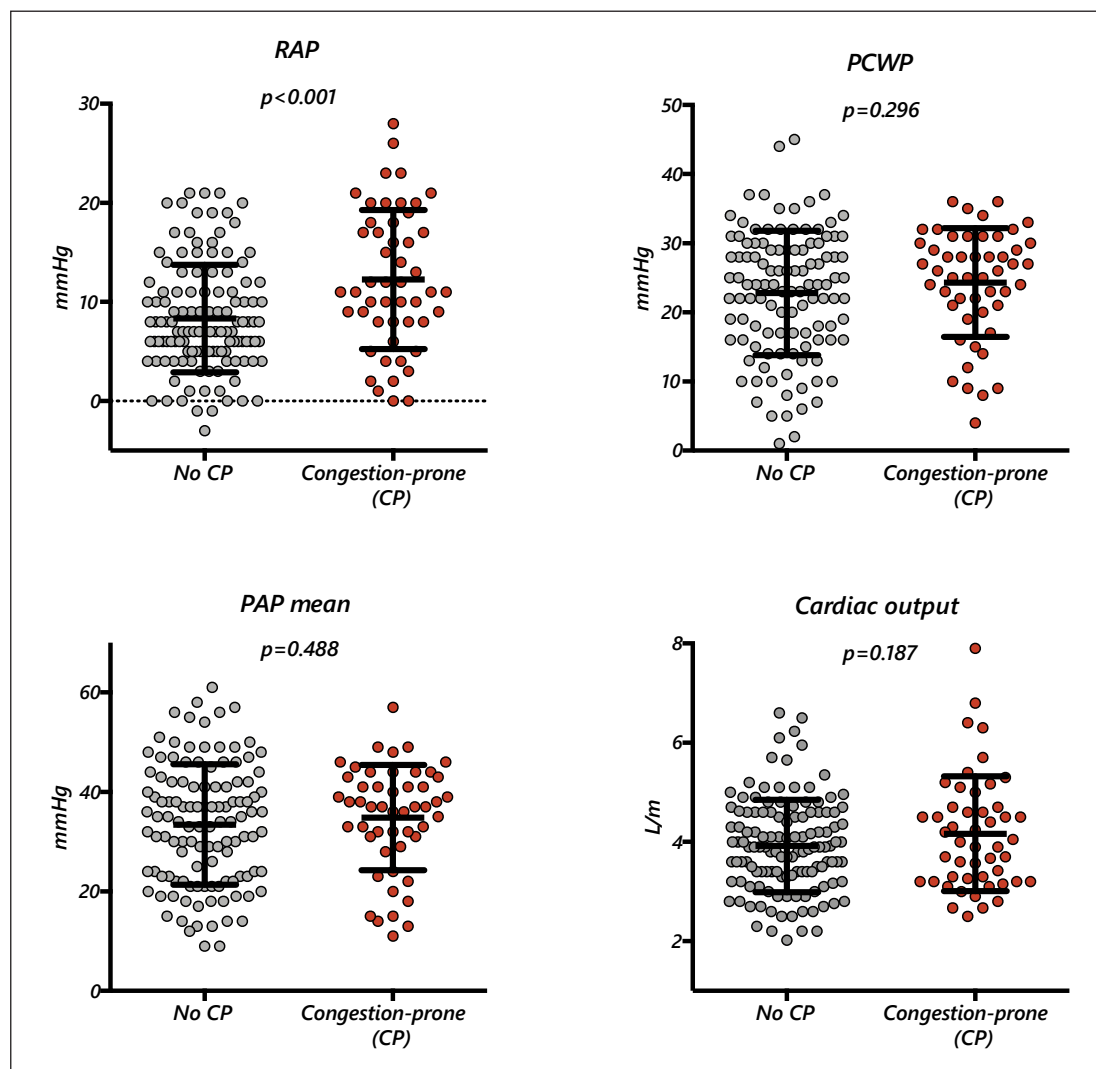 RAP
p<0.001
30
20
10
0
mmHg
No CP
Congestion-prone
(CP)
PCWP
p=0.296
50
40
30
20
10
0
mmHg
No CP
Congestion-prone
(CP)
PAP mean
p=0.488
60
40
20
0
mmHg
No CP
Congestion-prone
(CP)
Cardiac output
p=0.187
8
6
4
2
L/m
No CP
Congestion-prone
(CP)